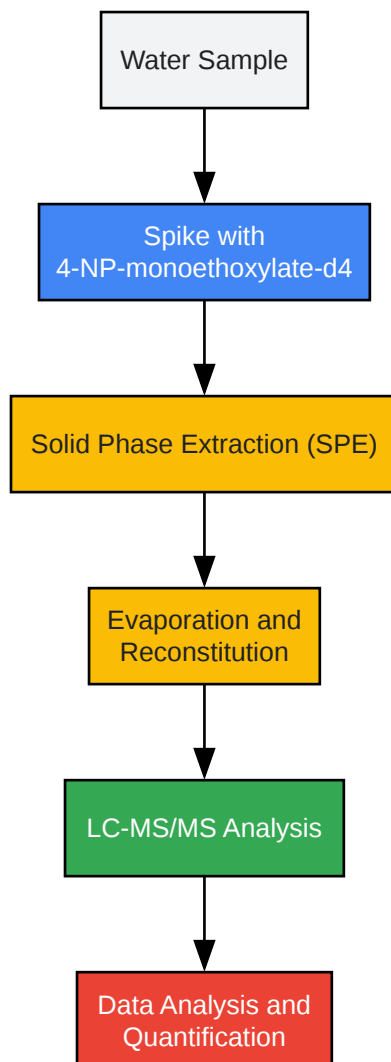 Water Sample
Spike with
4-NP-monoethoxylate-d4
Solid Phase Extraction (SPE)
Evaporation and
Reconstitution
LC-MS/MS Analysis
Data Analysis and
Quantification